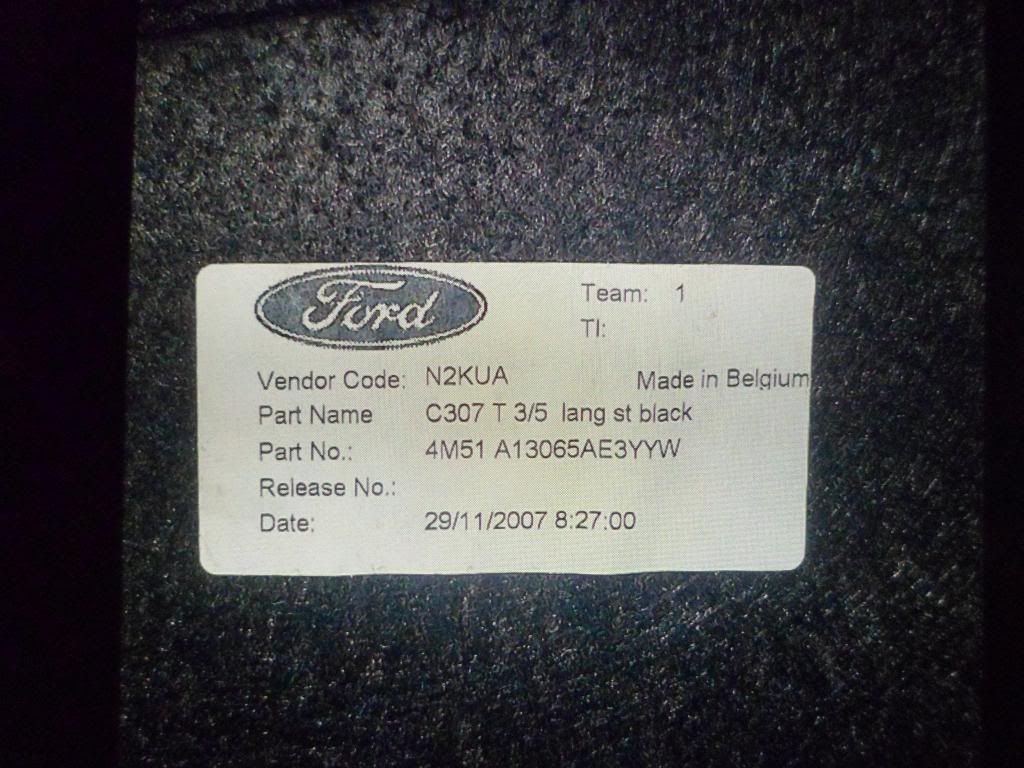 Ford
Team: 1
TI:
Vendor Code: N2KUA
Made in Belgium
Part Name C307 T 3/5 lang st black
Part No.: 4M51 A13065AE3YYW
Release No.:
Date: 29/11/2007 8:27:00